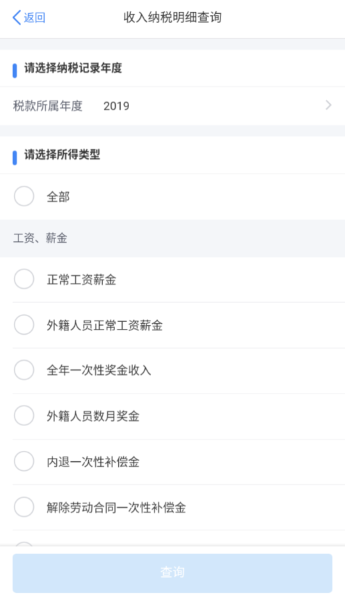 返回
收入纳税明细查询
请选择纳税记录年度
税款所属年度 2019
请选择所得类型
全部
工资、薪金
正常工资薪金
外籍人员正常工资薪金
全年一次性奖金收入
外籍人员数月奖金
内退一次性补偿金
解除劳动合同一次性补偿金
查询